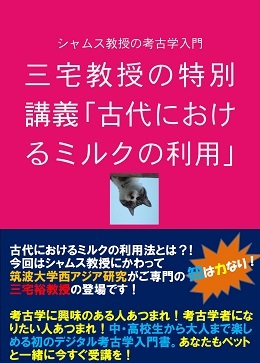 シャムス教授の考古学入門
三宅教授の特別
講義「古代におけ
るミルクの利用」
古代におけるミルクの利用法とは?!
今回はシャムス教授にかわって
筑波大学西アジア研究がご専門の
三宅裕教授の登場です!
知は力なり!
考古学に興味のある人あつまれ!考古学者にな
りたい人あつまれ!中・高校生から大人まで楽し
める初のデジタル考古学入門書。あなたもペット
と一緒に今すぐ受講を!